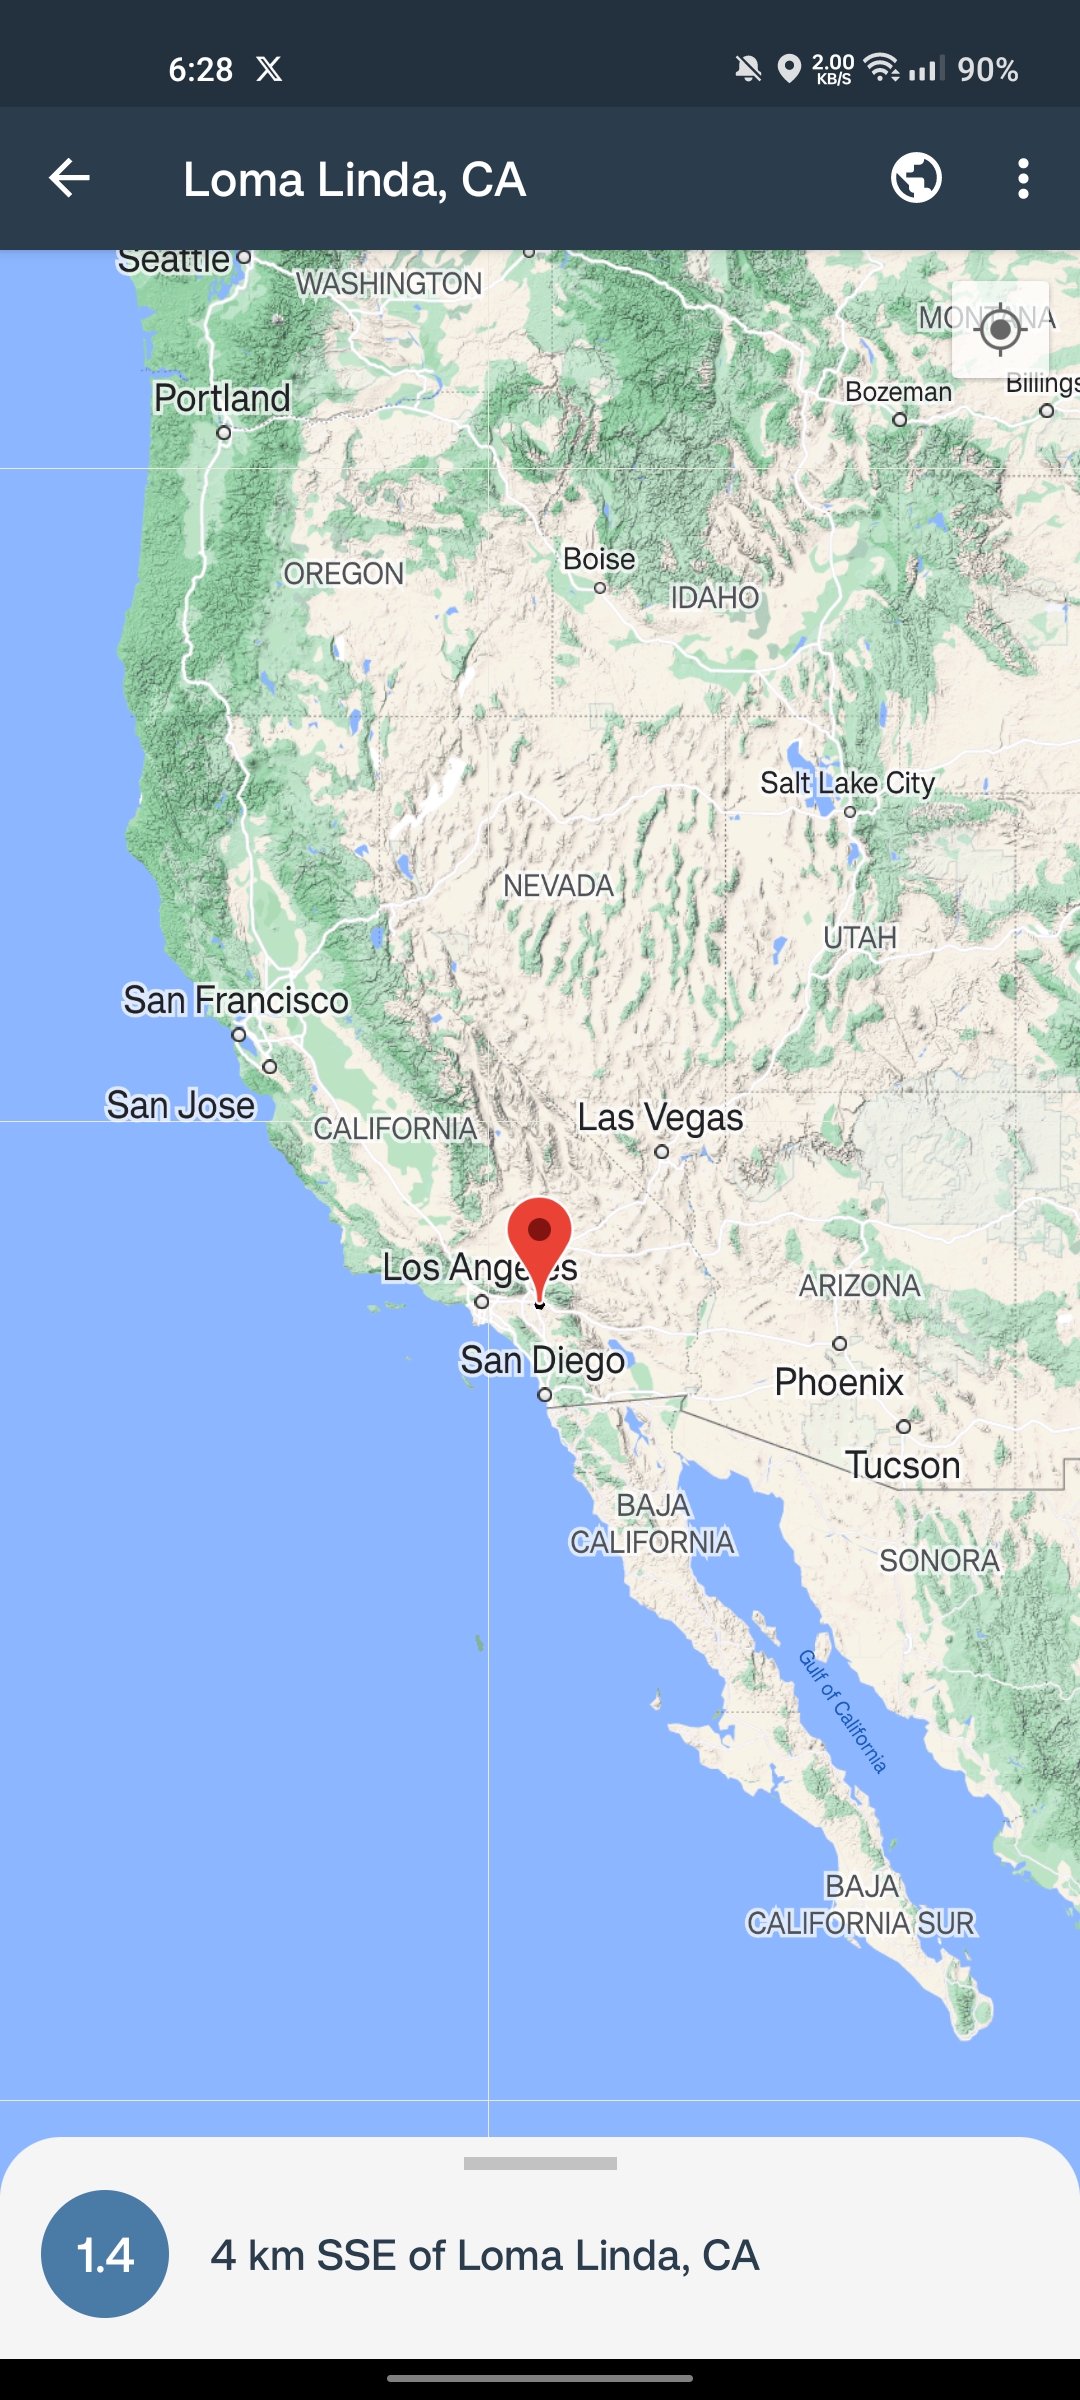 6:28
2.00
KB/S
90%
Loma Linda, CA
Seattle
WASHINGTON
MONTANA
Billings
Bozeman
Portland
Boise
OREGON
IDAHO
Salt Lake City
NEVADA
UTAH
San Francisco
San Jose
CALIFORNIA
Las Vegas
Los Angeles
ARIZONA
San Diego
Phoenix
Tucson
BAJA
CALIFORNIA
SONORA
Gulf of California
BAJA
CALIFORNIA SUR
1.4
4 km SSE of Loma Linda, CA